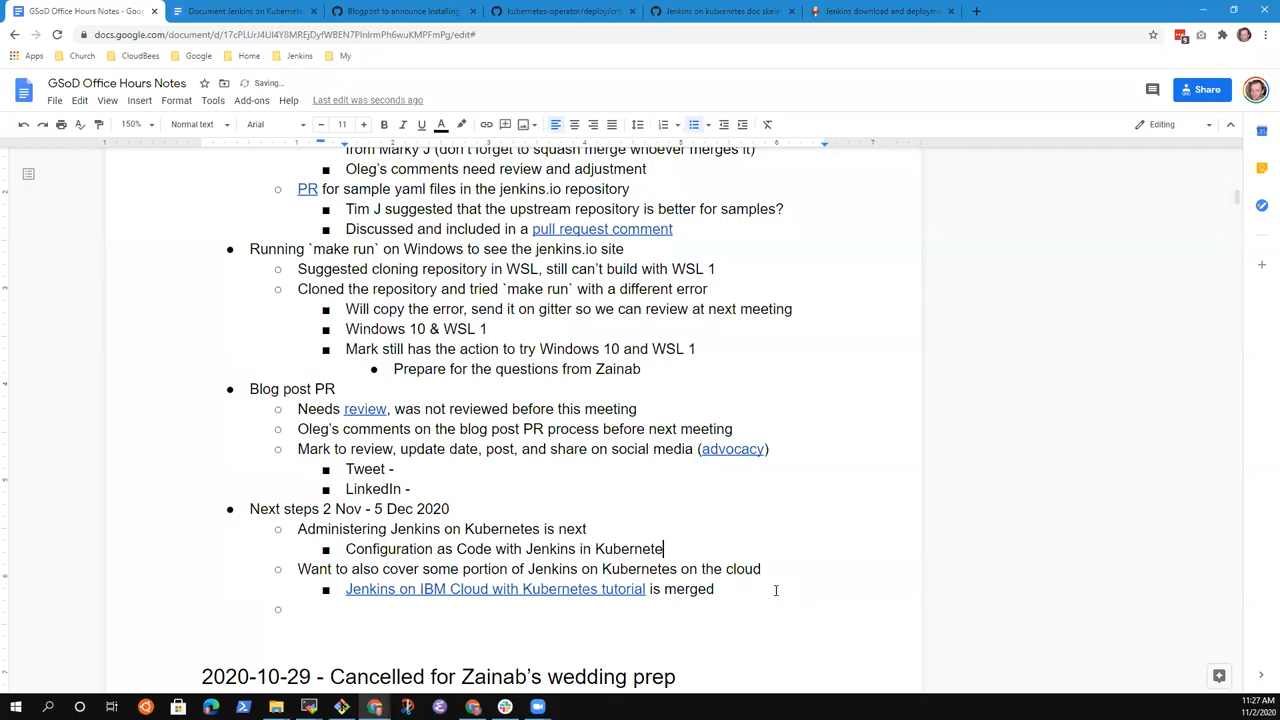 GSoD Office Hours Notes - 
Document Jenkins on Kubernete
Blogpost to announce Installing
kubernetes-operator/deploy/crd
Jenkins on kubernetes doc skele
Jenkins download and deployme
docs.google.com/document/d/17cPLUrJ4UI4Y8MREjDyfWBEN7PInIrmPh6wuKMPFmPg/edit#
Apps Church CloudBees Google Home Jenkins My
GSoD Office Hours Notes Saving...
File Edit View Insert Format Tools Add-ons Help Last edit was seconds ago
Share
150% Normal text Arial 11 Editing
1 1 2 3 4 5 6 7
from Marky J (don't forget to squash merge whoever merges it)
■ Oleg's comments need review and adjustment
○ PR for sample yaml files in the jenkins.io repository
■ Tim J suggested that the upstream repository is better for samples?
■ Discussed and included in a pull request comment
● Running `make run` on Windows to see the jenkins.io site
○ Suggested cloning repository in WSL, still can't build with WSL 1
○ Cloned the repository and tried `make run` with a different error
■ Will copy the error, send it on gitter so we can review at next meeting
■ Windows 10 & WSL 1
■ Mark still has the action to try Windows 10 and WSL 1
● Prepare for the questions from Zainab
● Blog post PR
○ Needs review, was not reviewed before this meeting
○ Oleg's comments on the blog post PR process before next meeting
○ Mark to review, update date, post, and share on social media (advocacy)
■ Tweet -
■ LinkedIn -
● Next steps 2 Nov - 5 Dec 2020
○ Administering Jenkins on Kubernetes is next
■ Configuration as Code with Jenkins in Kubernete
○ Want to also cover some portion of Jenkins on Kubernetes on the cloud
■ Jenkins on IBM Cloud with Kubernetes tutorial is merged
○
2020-10-29 - Cancelled for Zainab's wedding prep
11:27 AM
11/2/2020